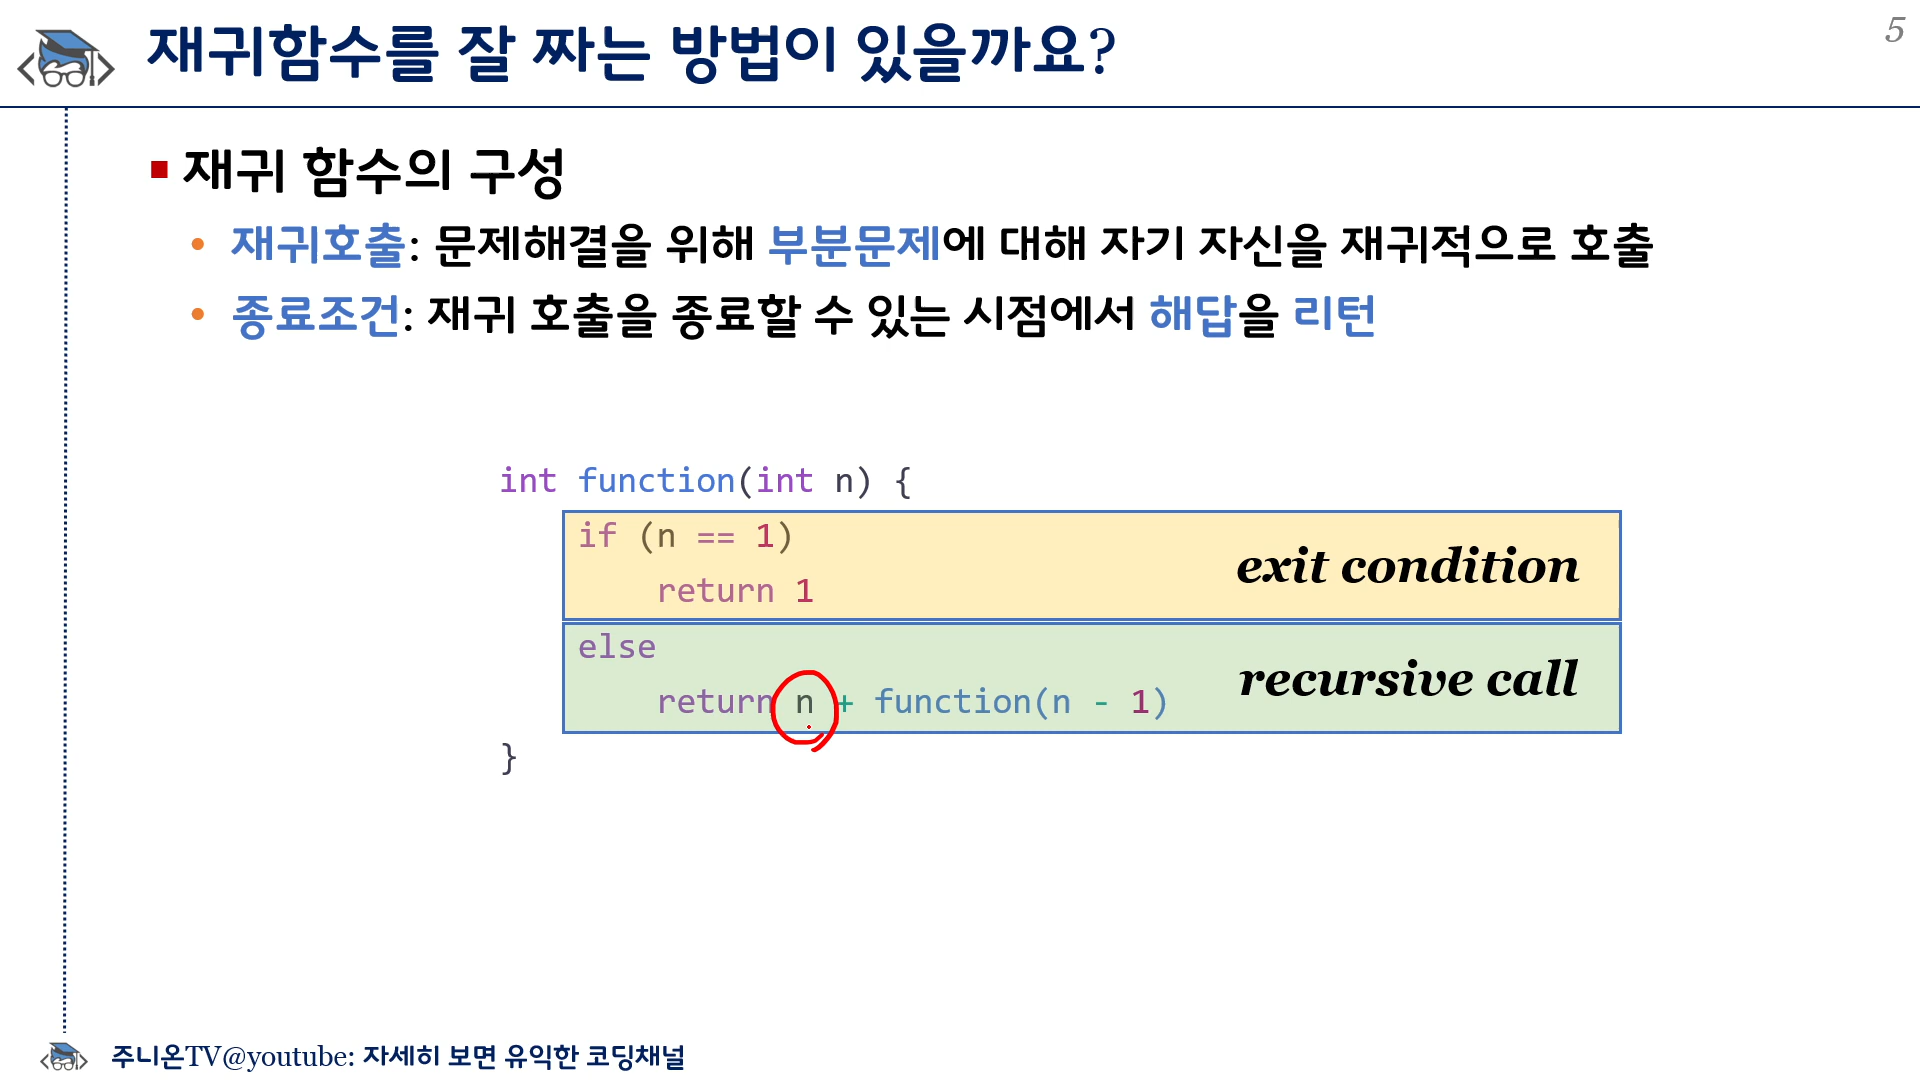 재귀함수를 잘 짜는 방법이 있을까요?
5
재귀 함수의 구성
재귀호출: 문제해결을 위해 부분문제에 대해 자기 자신을 재귀적으로 호출
종료조건: 재귀 호출을 종료할 수 있는 시점에서 해답을 리턴
int function(int n) {
if (n == 1)
return 1
exit condition
else
return n + function(n - 1)
recursive call
}
주니온TV@youtube: 자세히 보면 유익한 코딩채널